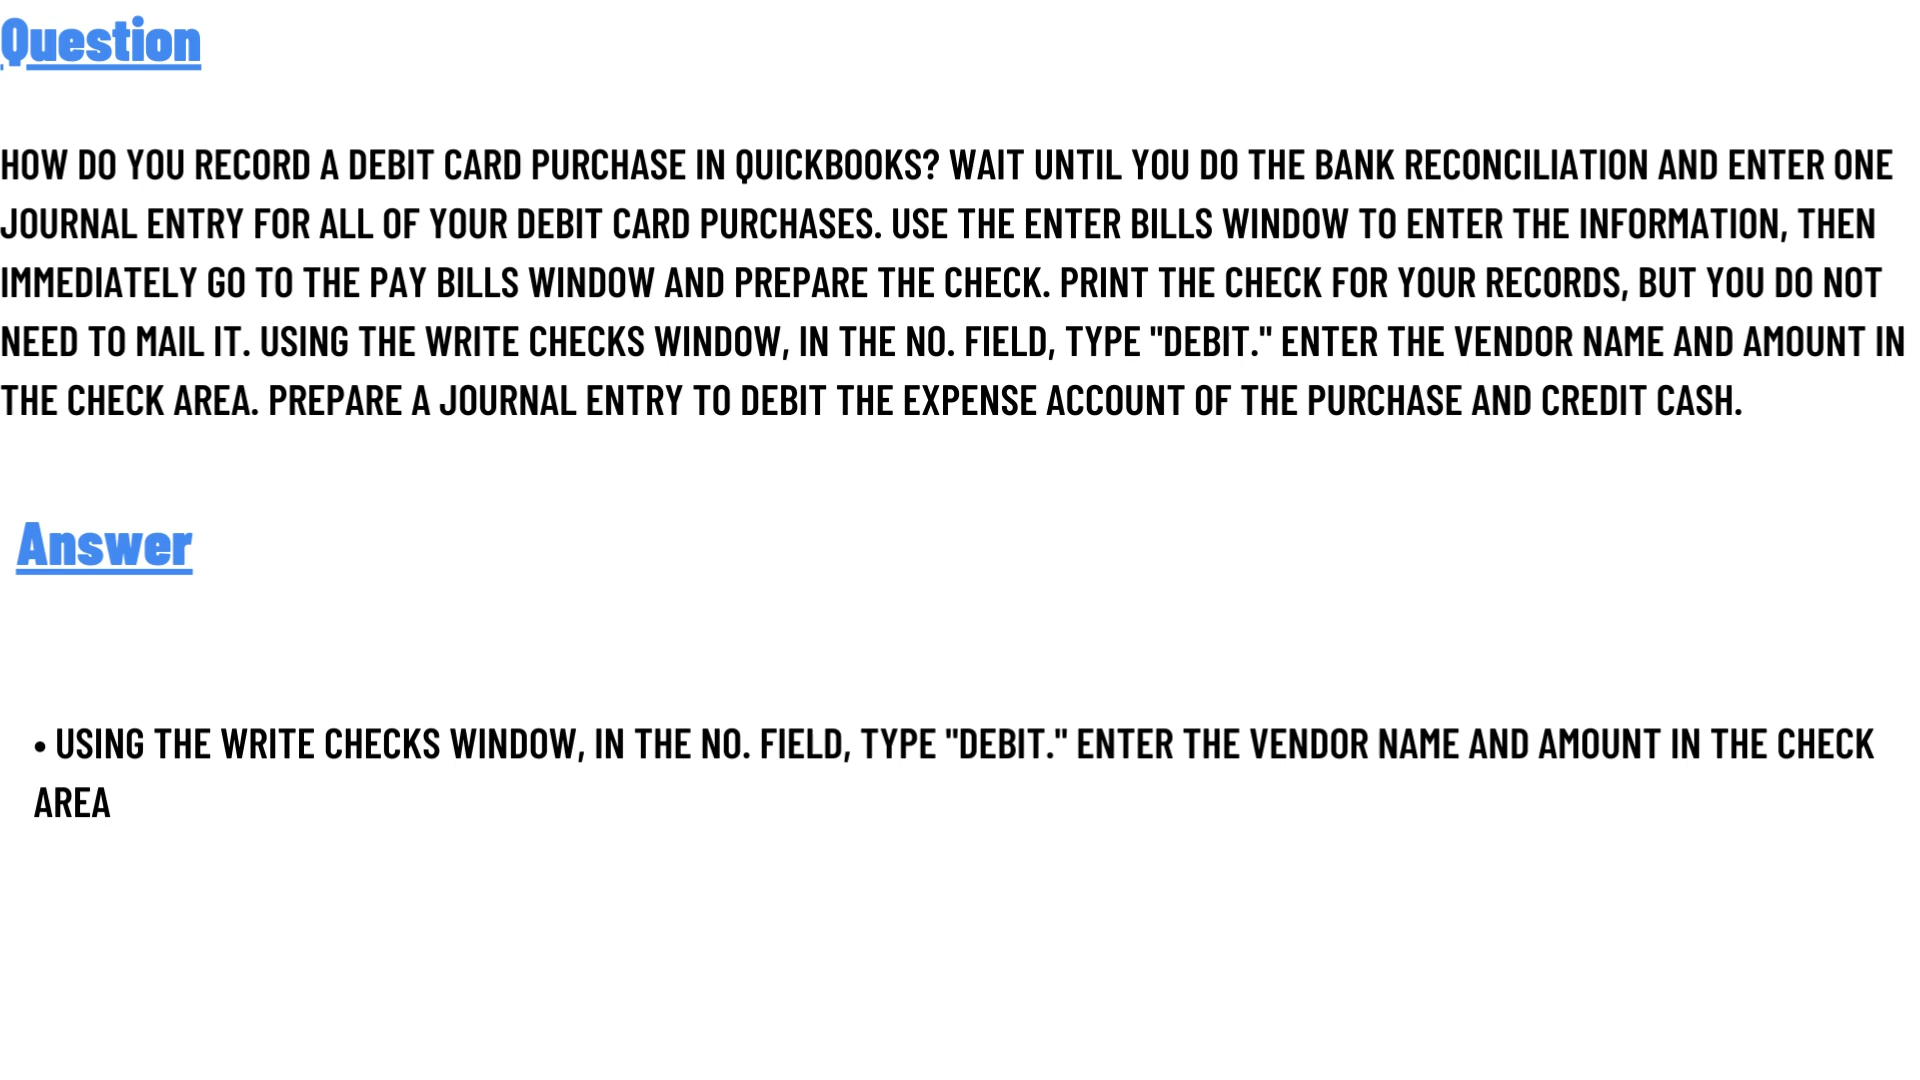 Question
HOW DO YOU RECORD A DEBIT CARD PURCHASE IN QUICKBOOKS? WAIT UNTIL YOU DO THE BANK RECONCILIATION AND ENTER ONE
JOURNAL ENTRY FOR ALL OF YOUR DEBIT CARD PURCHASES. USE THE ENTER BILLS WINDOW TO ENTER THE INFORMATION, THEN
IMMEDIATELY GO TO THE PAY BILLS WINDOW AND PREPARE THE CHECK. PRINT THE CHECK FOR YOUR RECORDS, BUT YOU DO NOT
NEED TO MAIL IT. USING THE WRITE CHECKS WINDOW, IN THE NO. FIELD, TYPE "DEBIT." ENTER THE VENDOR NAME AND AMOUNT IN
THE CHECK AREA. PREPARE A JOURNAL ENTRY TO DEBIT THE EXPENSE ACCOUNT OF THE PURCHASE AND CREDIT CASH.
Answer
• USING THE WRITE CHECKS WINDOW, IN THE NO. FIELD, TYPE "DEBIT." ENTER THE VENDOR NAME AND AMOUNT IN THE CHECK
AREA